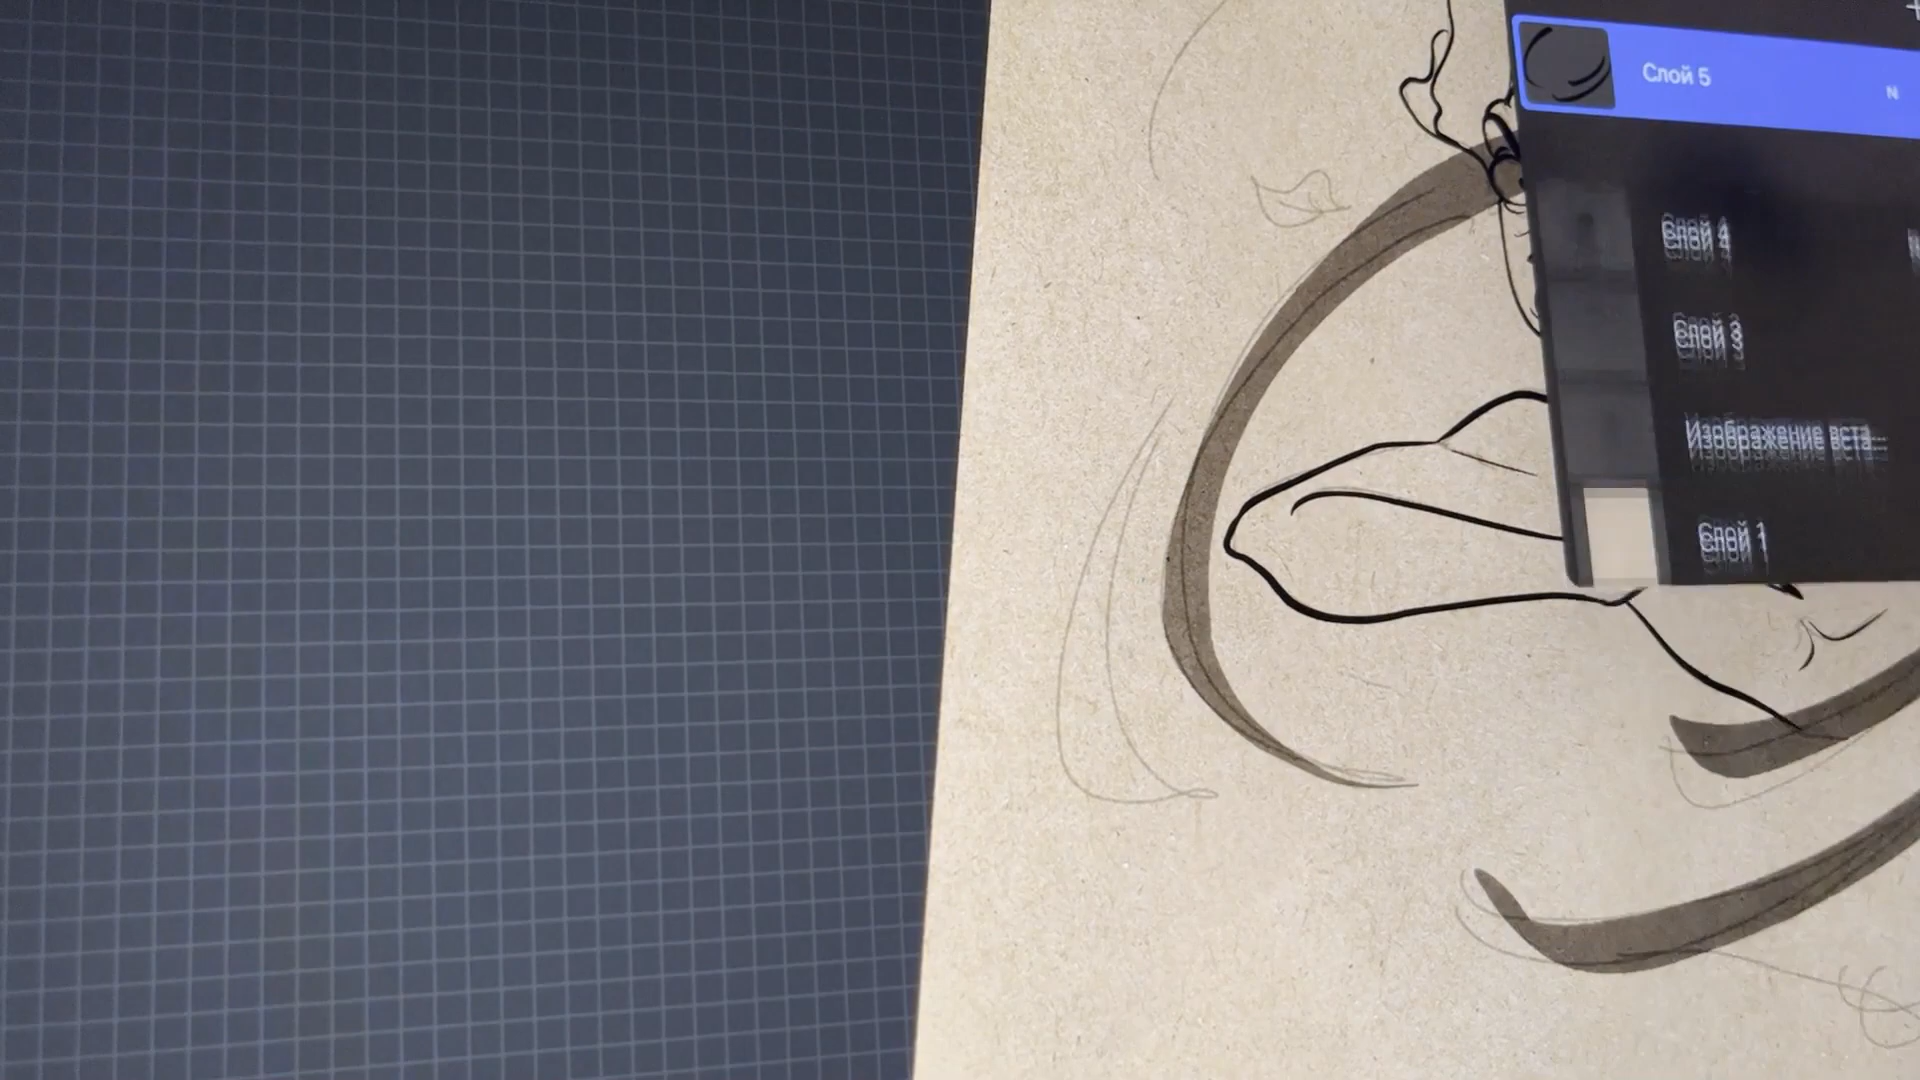 Слой 5
N
Слой 4
Слой 3
Изображение вста...
Слой 1